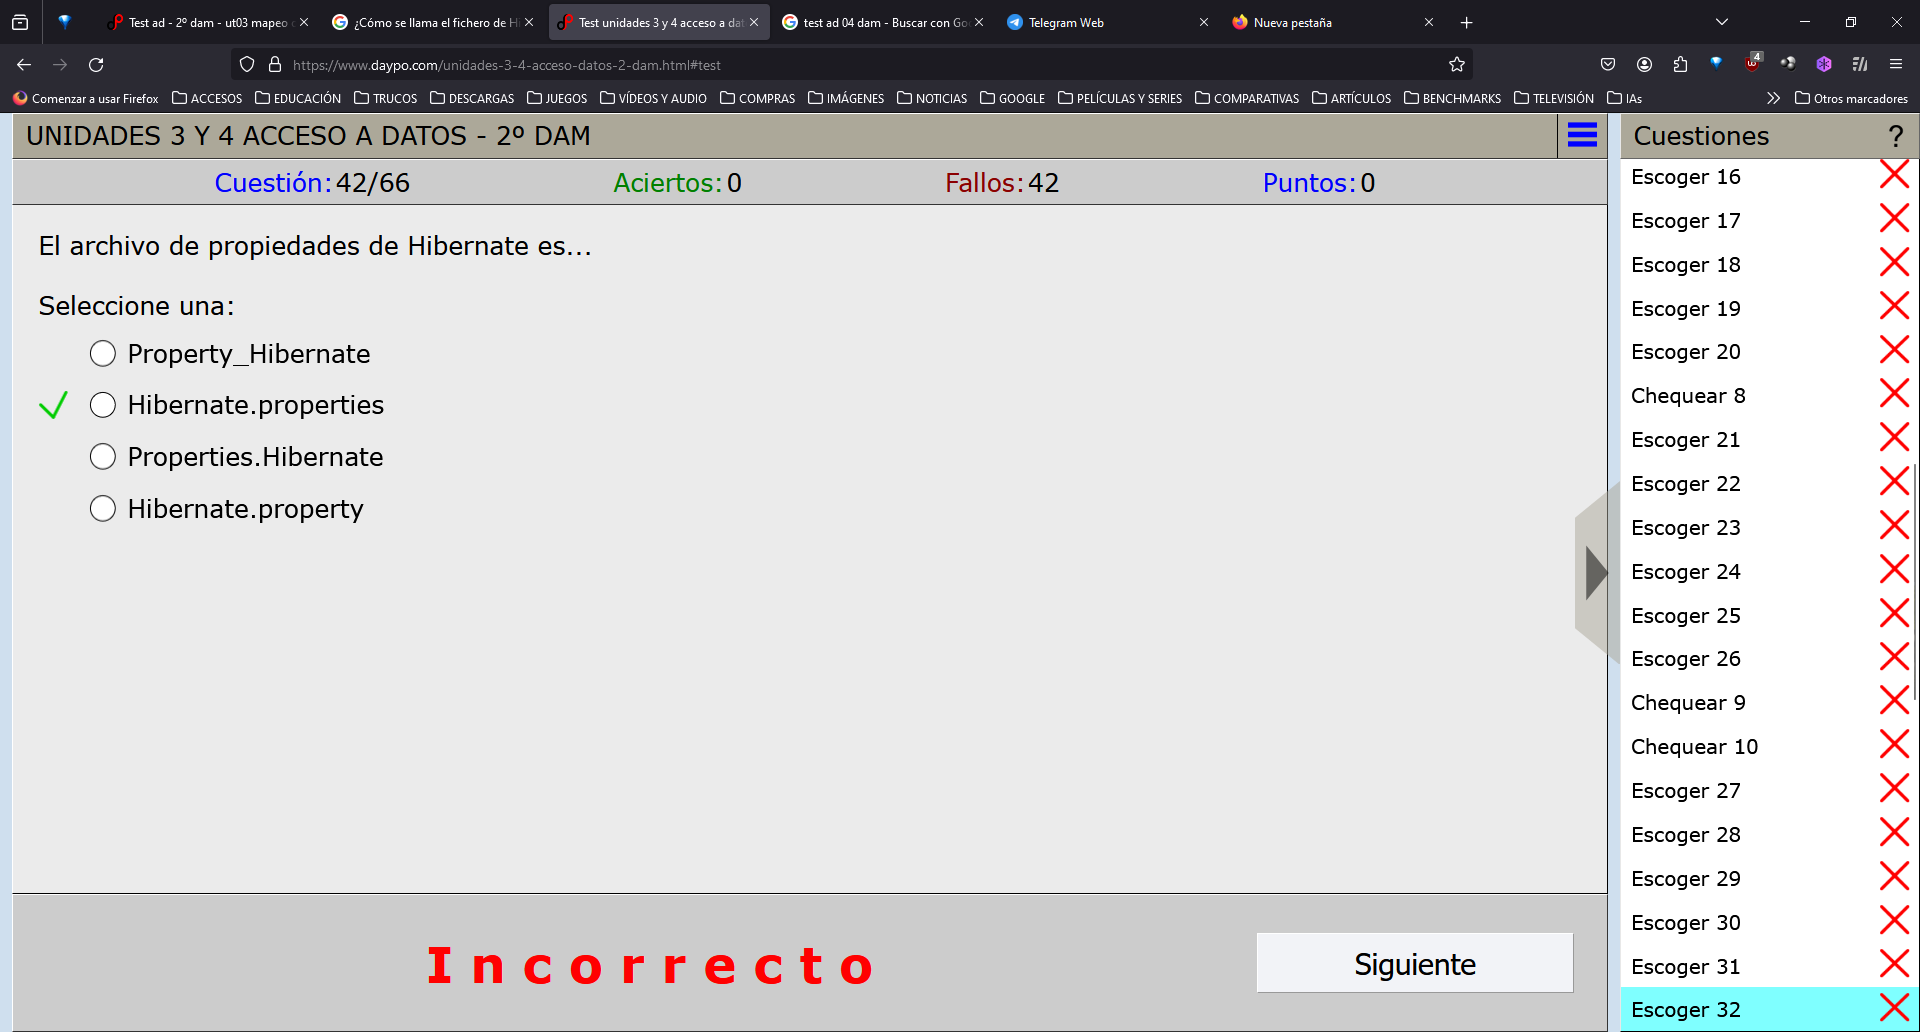 Test ad - 2º dam - ut03 mapeo
¿Cómo se llama el fichero de Hi
Test unidades 3 y 4 acceso a dat
test ad 04 dam - Buscar con Go
Telegram Web
Nueva pestaña
https://www.daypo.com/unidades-3-4-acceso-datos-2-dam.html#test
4
Comenzar a usar Firefox
ACCESOS
EDUCACIÓN
TRUCOS
DESCARGAS
JUEGOS
VÍDEOS Y AUDIO
COMPRAS
IMÁGENES
NOTICIAS
GOOGLE
PELÍCULAS Y SERIES
COMPARATIVAS
ARTÍCULOS
BENCHMARKS
TELEVISIÓN
IAs
Otros marcadores
UNIDADES 3 Y 4 ACCESO A DATOS - 2º DAM
Cuestión: 42/66
Aciertos: 0
Fallos: 42
Puntos: 0
El archivo de propiedades de Hibernate es...
Seleccione una:
Property_Hibernate
Hibernate.properties
Properties.Hibernate
Hibernate.property
Incorrecto
Siguiente
Cuestiones ?
Escoger 16
Escoger 17
Escoger 18
Escoger 19
Escoger 20
Chequear 8
Escoger 21
Escoger 22
Escoger 23
Escoger 24
Escoger 25
Escoger 26
Chequear 9
Chequear 10
Escoger 27
Escoger 28
Escoger 29
Escoger 30
Escoger 31
Escoger 32